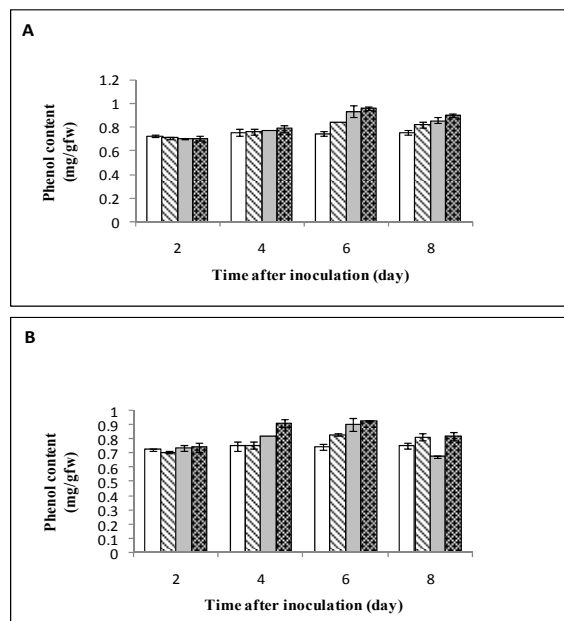 A
Phenol content
(mg/gfw)
1.2
1
0.8
0.6
0.4
0.2
0
2 4 6 8
Time after inoculation (day)
B
Phenol content
(mg/gfw)
1
0.9
0.8
0.7
0.6
0.5
0.4
0.3
0.2
0.1
0
2 4 6 8
Time after inoculation (day)